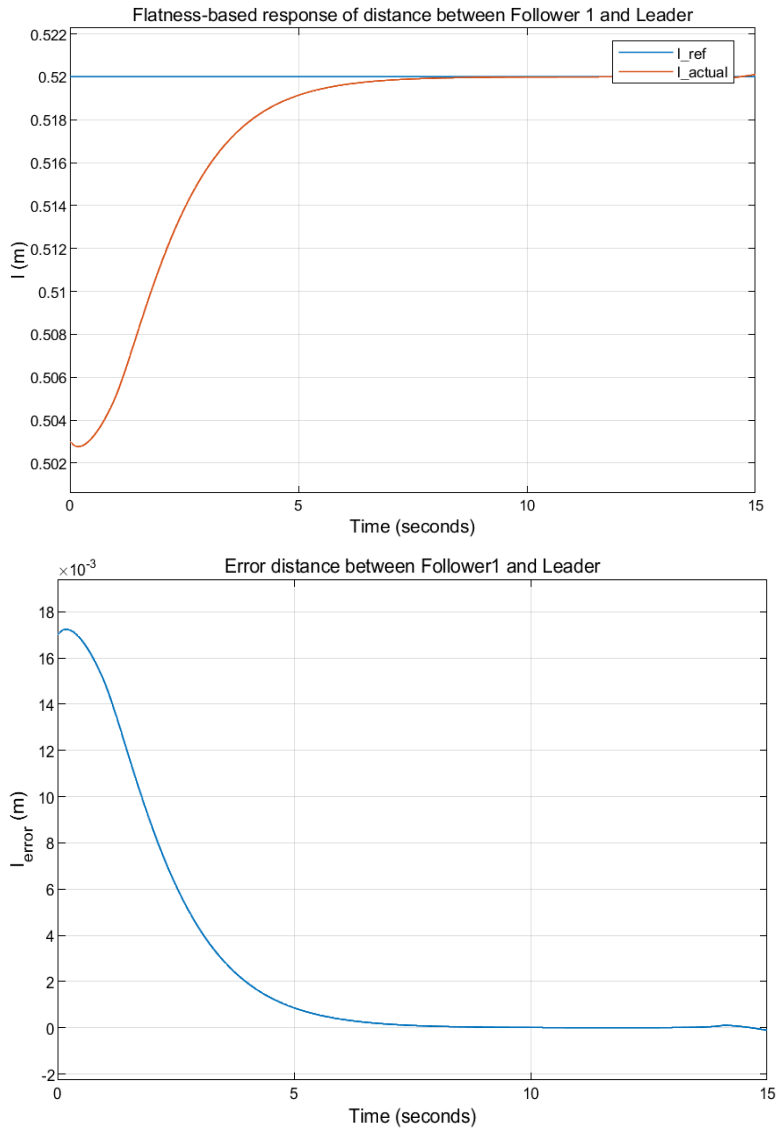 Flatness-based response of distance between Follower 1 and Leader
0.522
0.52
0.518
0.516
0.514
0.512
0.51
0.508
0.506
0.504
0.502
l (m)
l_ref
l_actual
0 5 10 15
Time (seconds)
×10-3
Error distance between Follower1 and Leader
18
16
14
12
10
8
6
4
2
0
-2
l_error (m)
0 5 10 15
Time (seconds)